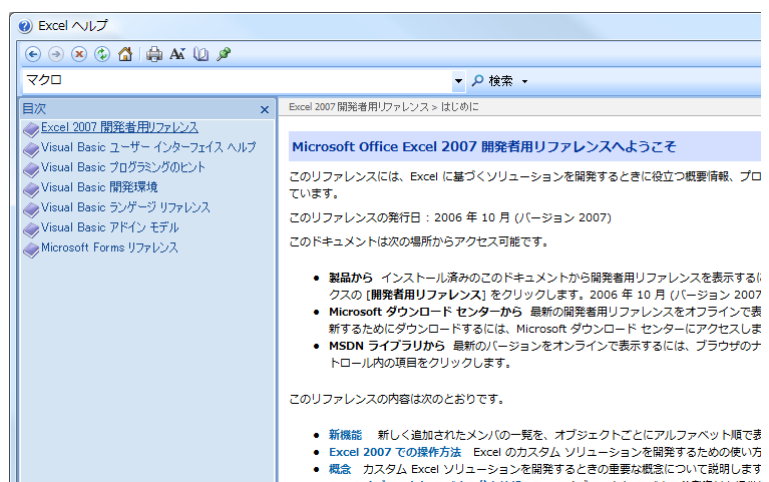 Excel ヘルプ
マクロ
検索
目次
Excel 2007 開発者用リファレンス
Visual Basic ユーザー インターフェイス ヘルプ
Visual Basic プログラミングのヒント
Visual Basic 開発環境
Visual Basic ランゲージ リファレンス
Visual Basic アドイン モデル
Microsoft Forms リファレンス
Excel 2007 開発者用リファレンス > はじめに
Microsoft Office Excel 2007 開発者用リファレンスへようこそ
このリファレンスには、Excel に基づくソリューションを開発するときに役立つ概要情報、プロ
ています。
このリファレンスの発行日 : 2006 年 10 月 (バージョン 2007)
このドキュメントは次の場所からアクセス可能です。
• 製品から インストール済みのこのドキュメントから開発者用リファレンスを表示するに
クスの [開発者用リファレンス] をクリックします。2006 年 10 月 (バージョン 2007
• Microsoft ダウンロード センターから 最新の開発者用リファレンスをオフラインで表
新するためにダウンロードするには、Microsoft ダウンロード センターにアクセスしま
• MSDN ライブラリから 最新のバージョンをオンラインで表示するには、ブラウザのナ
トロール内の項目をクリックします。
このリファレンスの内容は次のとおりです。
• 新機能 新しく追加されたメンバの一覧を、オブジェクトごとにアルファベット順で表
• Excel 2007 での操作方法 Excel のカスタム ソリューションを開発するための使い方
• 概念 カスタム Excel ソリューションを開発するときの重要な概念について説明します